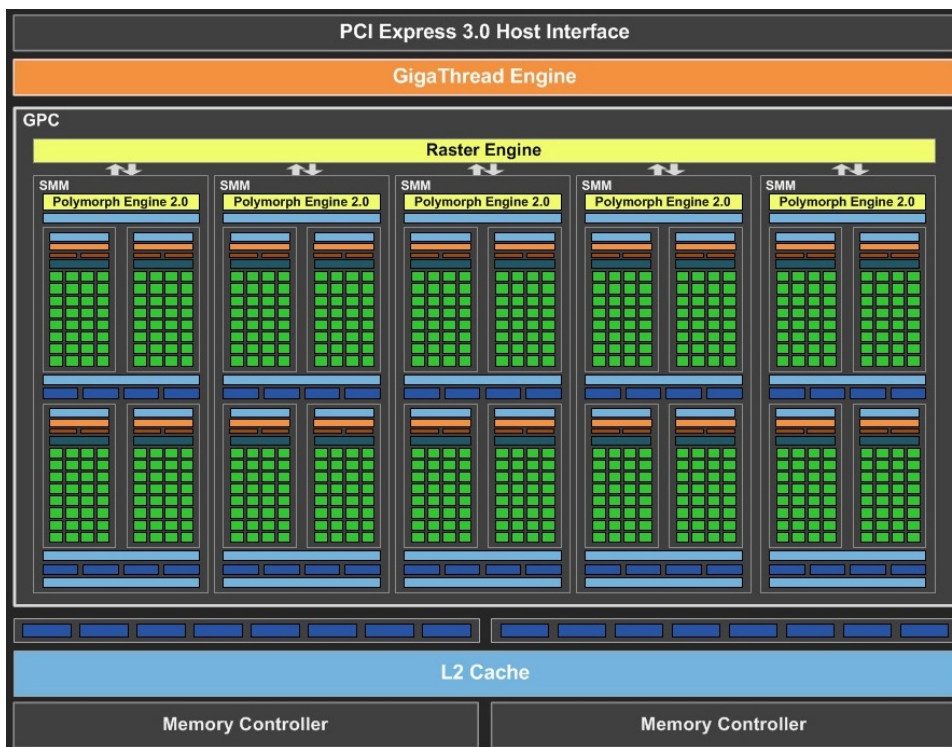 PCI Express 3.0 Host Interface
GigaThread Engine
GPC
Raster Engine
SMM
SMM
SMM
SMM
SMM
Polymorph Engine 2.0
Polymorph Engine 2.0
Polymorph Engine 2.0
Polymorph Engine 2.0
Polymorph Engine 2.0
L2 Cache
Memory Controller
Memory Controller